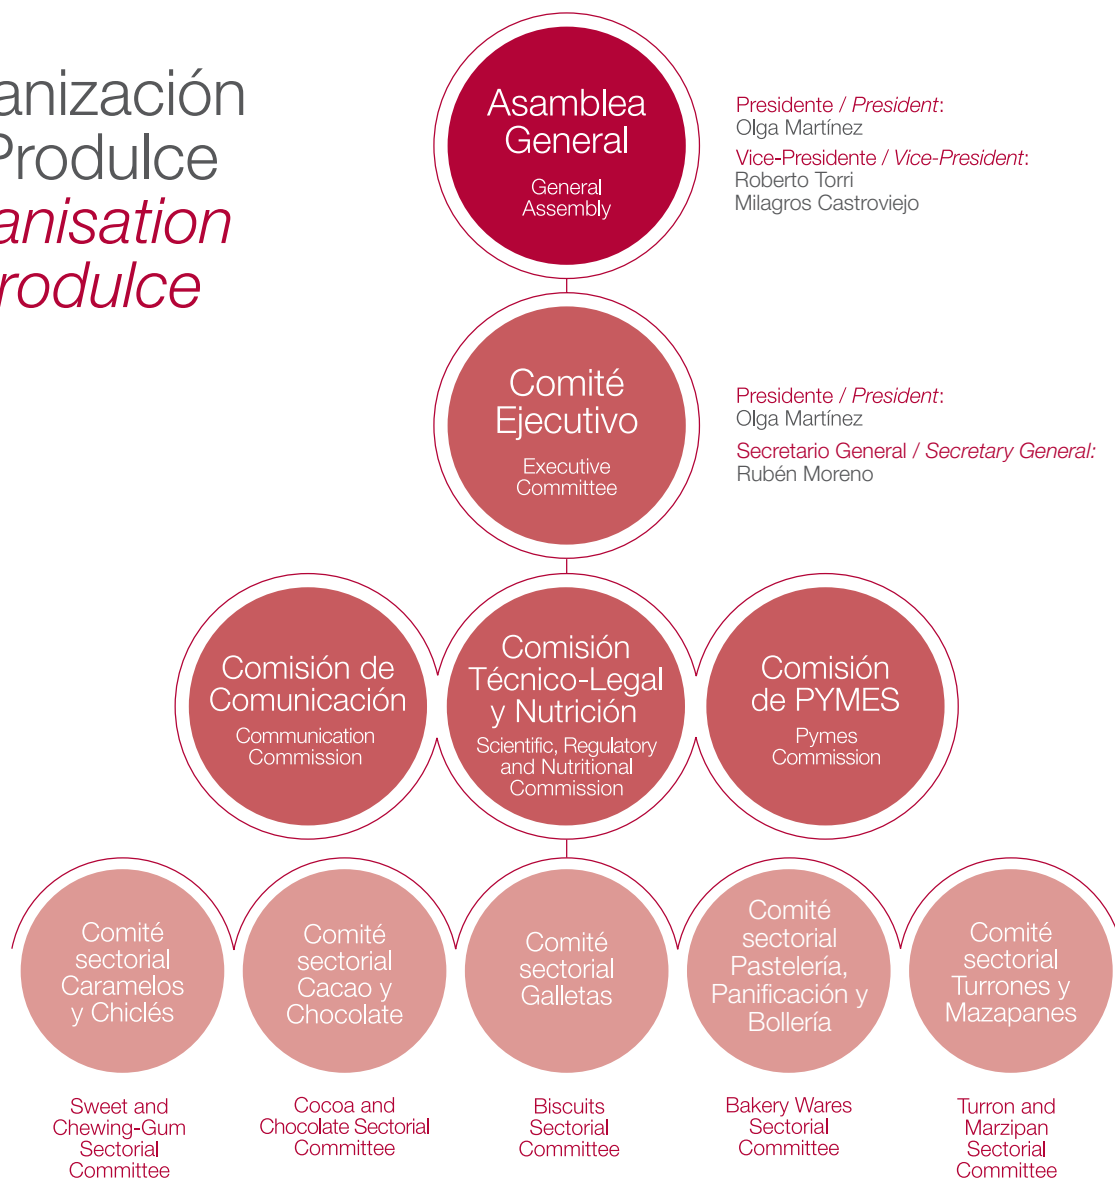 anización
Produlce
anisation
rodulce
Asamblea
General
General
Assembly
Presidente / President:
Olga Martínez
Vice-Presidente / Vice-President:
Roberto Torri
Milagros Castroviejo
Comité
Ejecutivo
Executive
Committee
Presidente / President:
Olga Martínez
Secretario General / Secretary General:
Rubén Moreno
Comisión de
Comunicación
Communication
Commission
Comisión
Técnico-Legal
y Nutrición
Scientific, Regulatory
and Nutritional
Commission
Comisión
de PYMES
Pymes
Commission
Comité
sectorial
Caramelos
y Chiclés
Comité
sectorial
Cacao y
Chocolate
Comité
sectorial
Galletas
Comité
sectorial
Pastelería,
Panificación y
Bollería
Comité
sectorial
Turrones y
Mazapanes
Sweet and
Chewing-Gum
Sectorial
Committee
Cocoa and
Chocolate Sectorial
Committee
Biscuits
Sectorial
Committee
Bakery Wares
Sectorial
Committee
Turron and
Marzipan
Sectorial
Committee